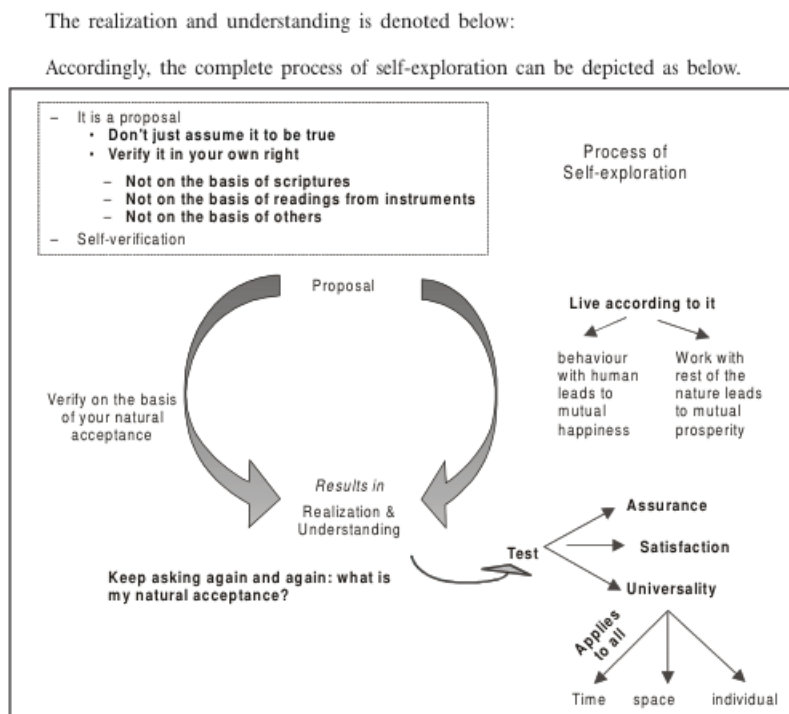 The realization and understanding is denoted below:
Accordingly, the complete process of self-exploration can be depicted as below.
– It is a proposal
• Don't just assume it to be true
• Verify it in your own right
– Not on the basis of scriptures
– Not on the basis of readings from instruments
– Not on the basis of others
– Self-verification
Process of
Self-exploration
Proposal
Verify on the basis
of your natural
acceptance
Live according to it
behaviour
with human
leads to
mutual
happiness
Work with
rest of the
nature leads
to mutual
prosperity
Results in
Realization &
Understanding
Keep asking again and again: what is
my natural acceptance?
Test
Assurance
Satisfaction
Universality
Applies
to all
Time
space
individual